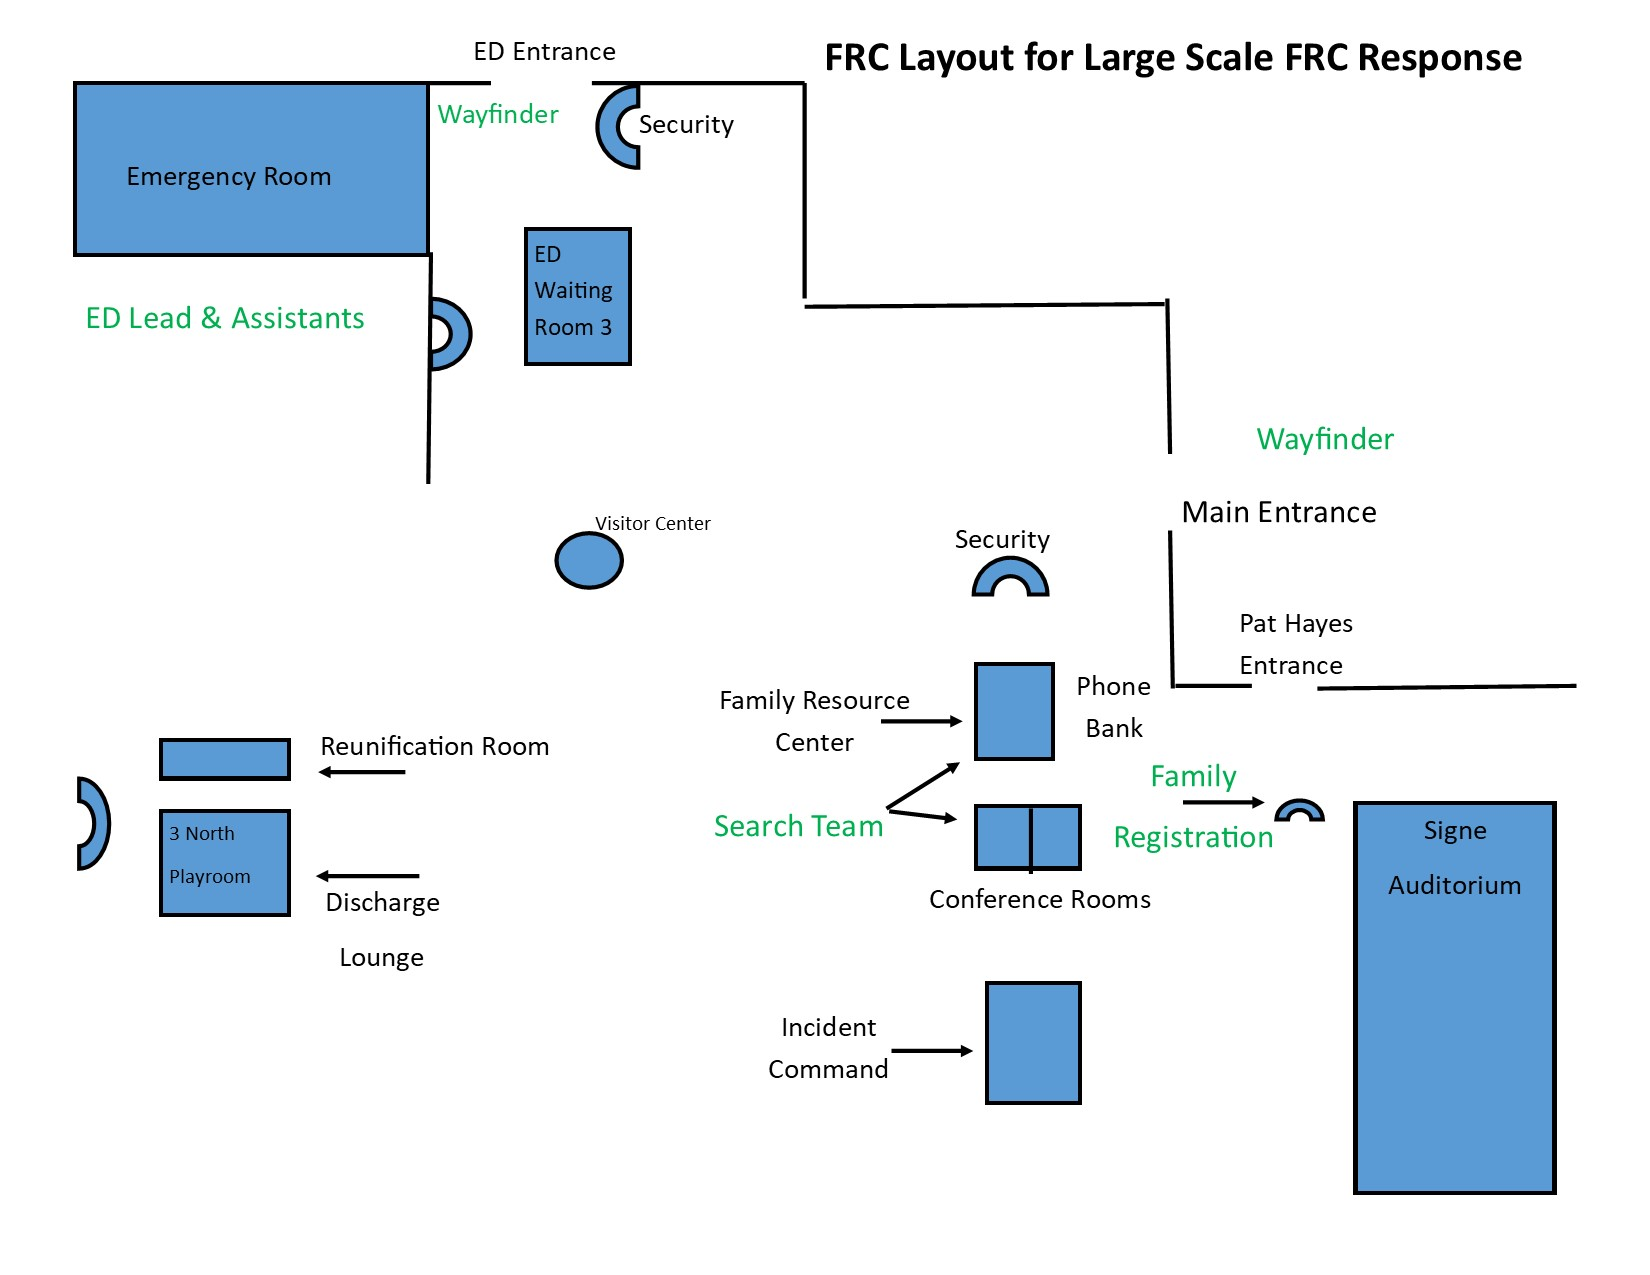 ED Entrance
FRC Layout for Large Scale FRC Response
Wayfinder
Security
Emergency Room
ED
Waiting
Room 3
ED Lead & Assistants
Wayfinder
Main Entrance
Visitor Center
Security
Pat Hayes
Entrance
Family Resource
Center
Phone
Bank
Reunification Room
3 North
Playroom
Discharge
Lounge
Search Team
Family
Registration
Conference Rooms
Signe
Auditorium
Incident
Command